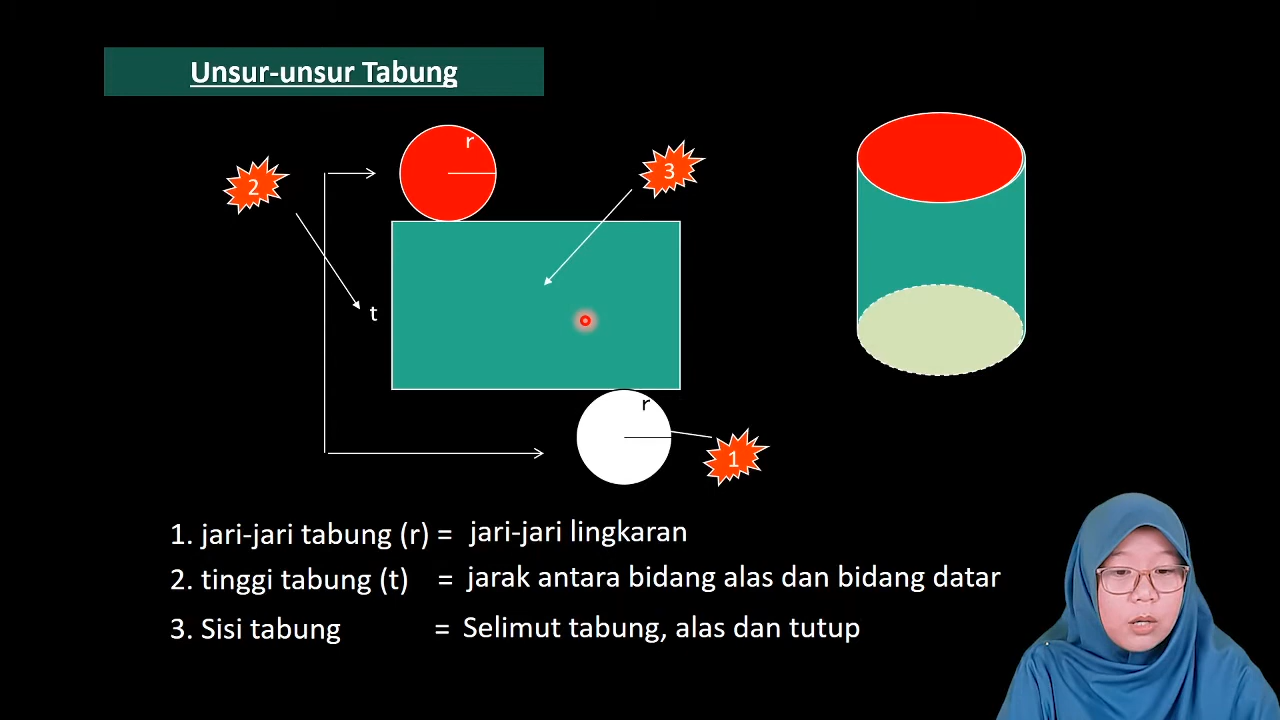 Unsur-unsur Tabung
r
2
3
t
r
1
1. jari-jari tabung (r) = jari-jari lingkaran
2. tinggi tabung (t) = jarak antara bidang alas dan bidang datar
3. Sisi tabung = Selimut tabung, alas dan tutup